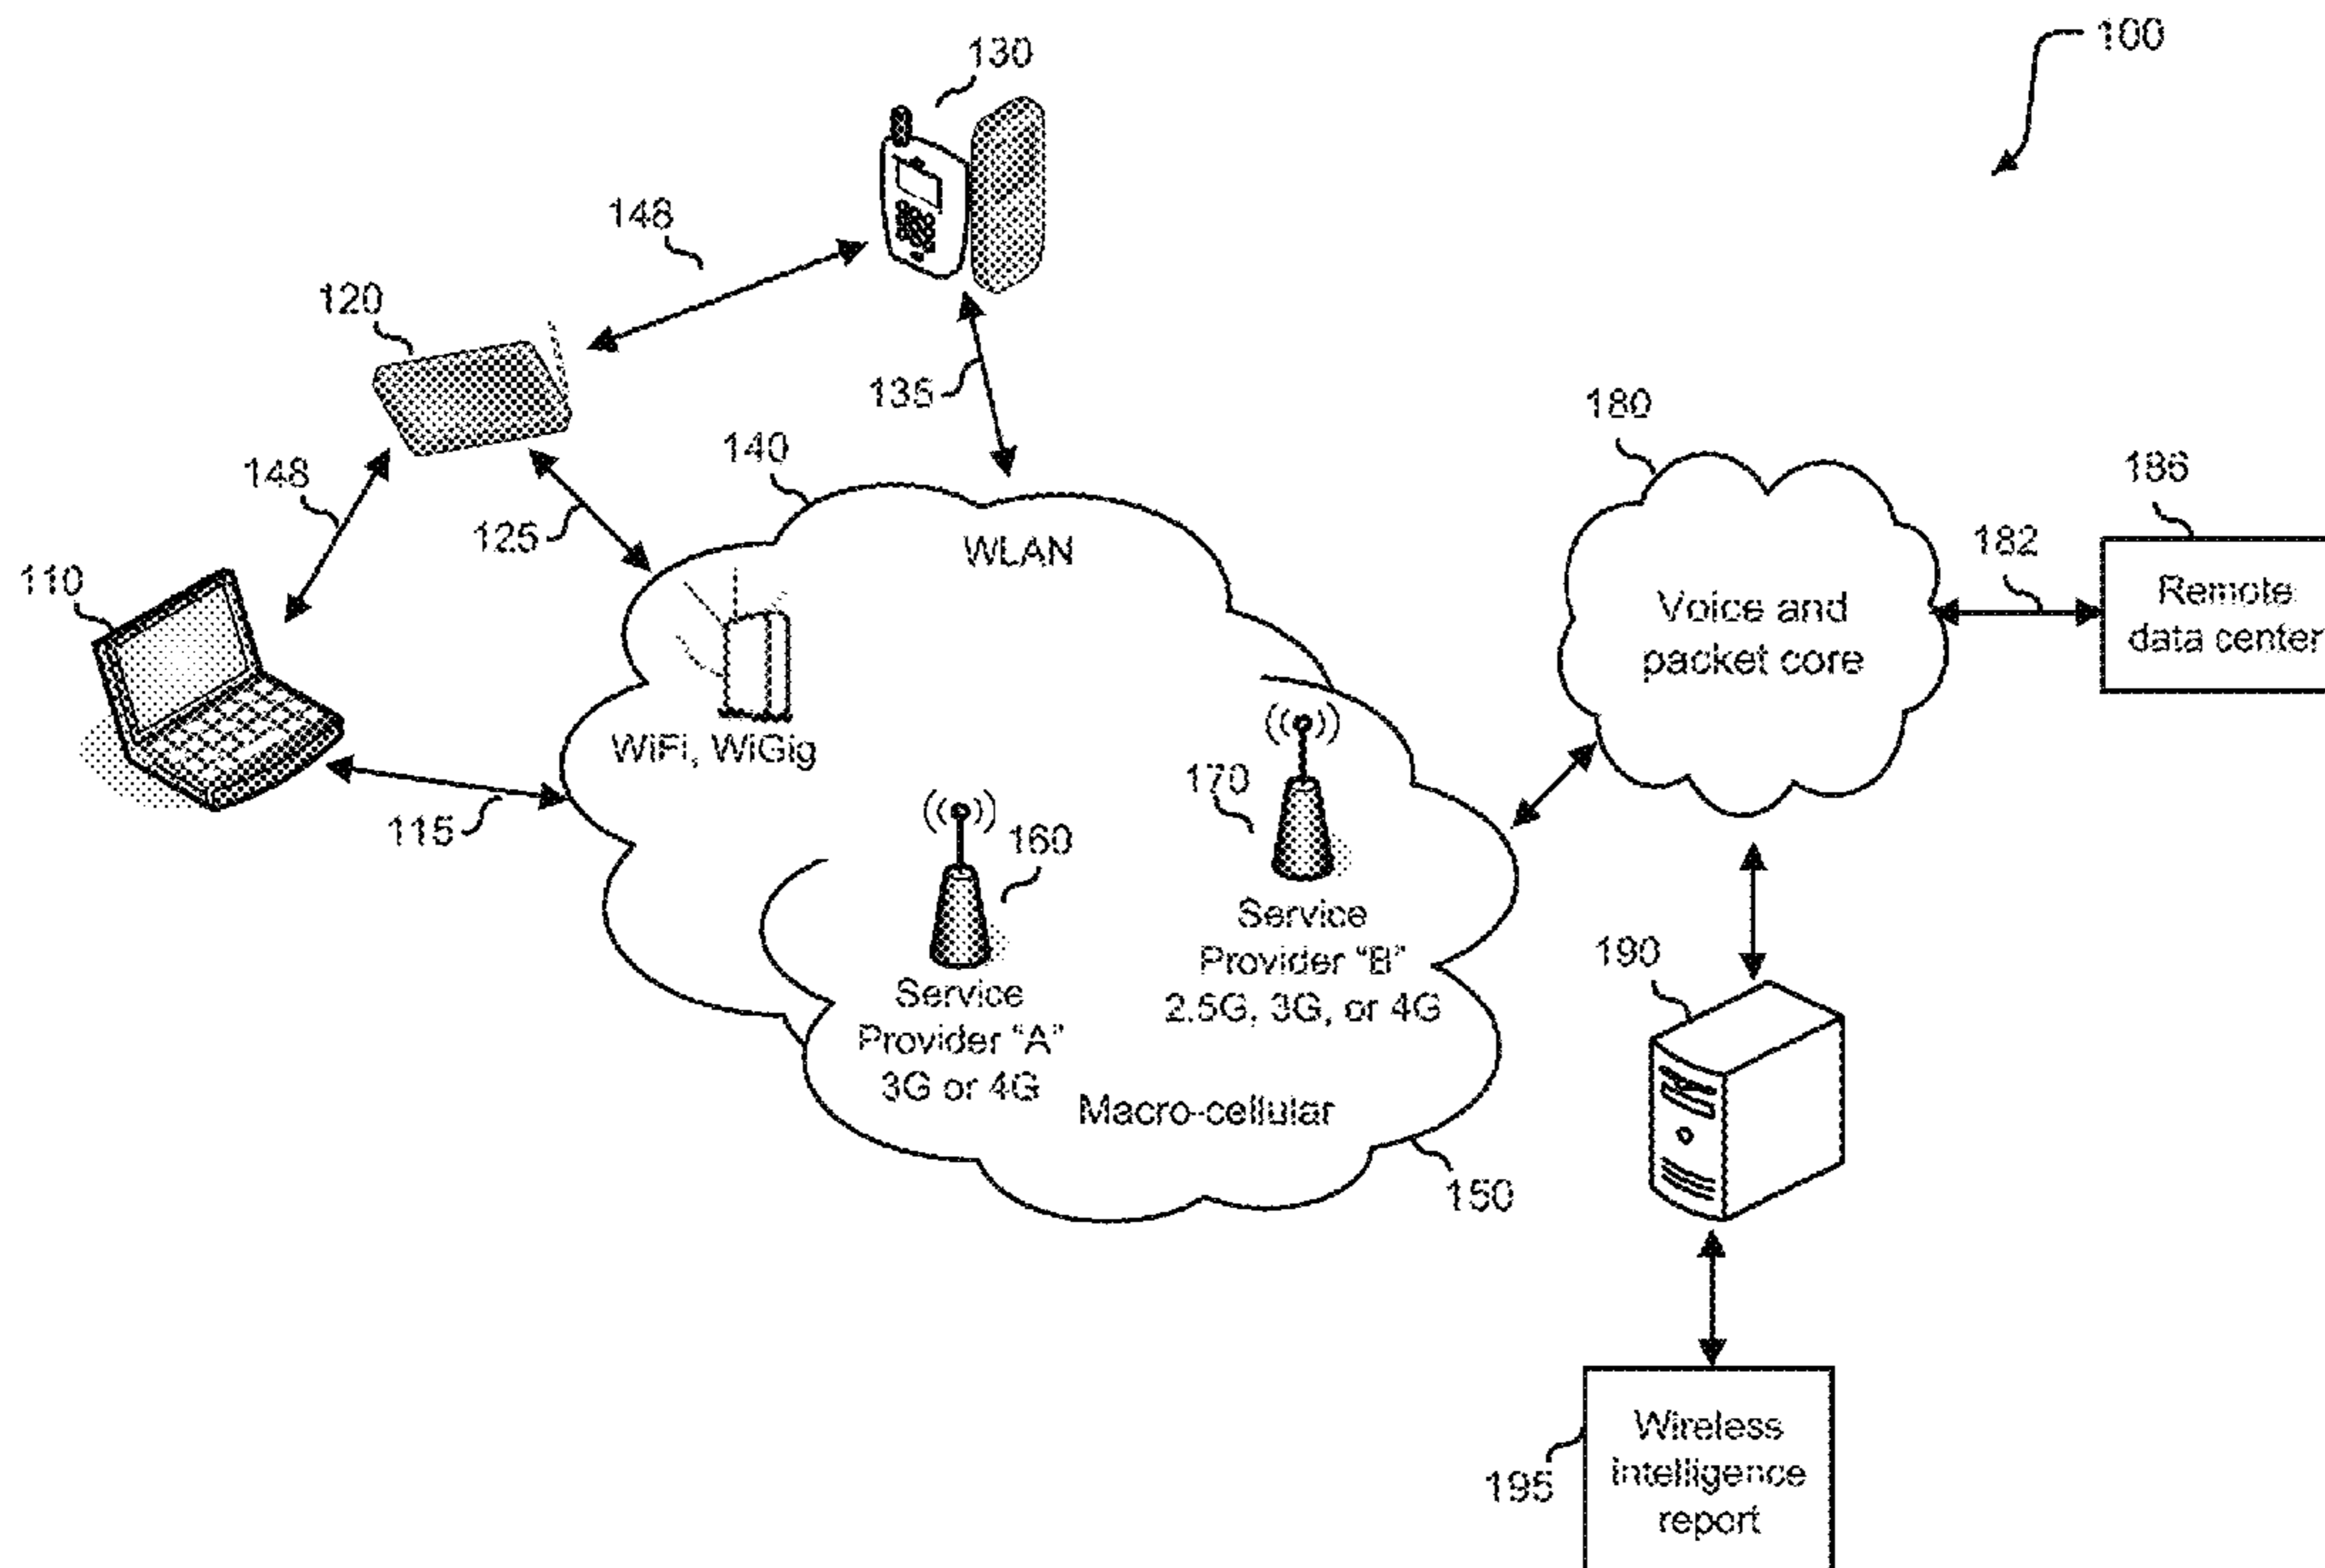 100
130
148
120
135
180
140
186
148
125
182
WLAN
110
Voice and
packet core
Remote
data center
WiFi, WiGig
170
115
160
Service
Provider "B"
2.5G, 3G, or 4G
190
Service
Provider "A"
3G or 4G
Macro-cellular
150
Wireless
intelligence
report
195